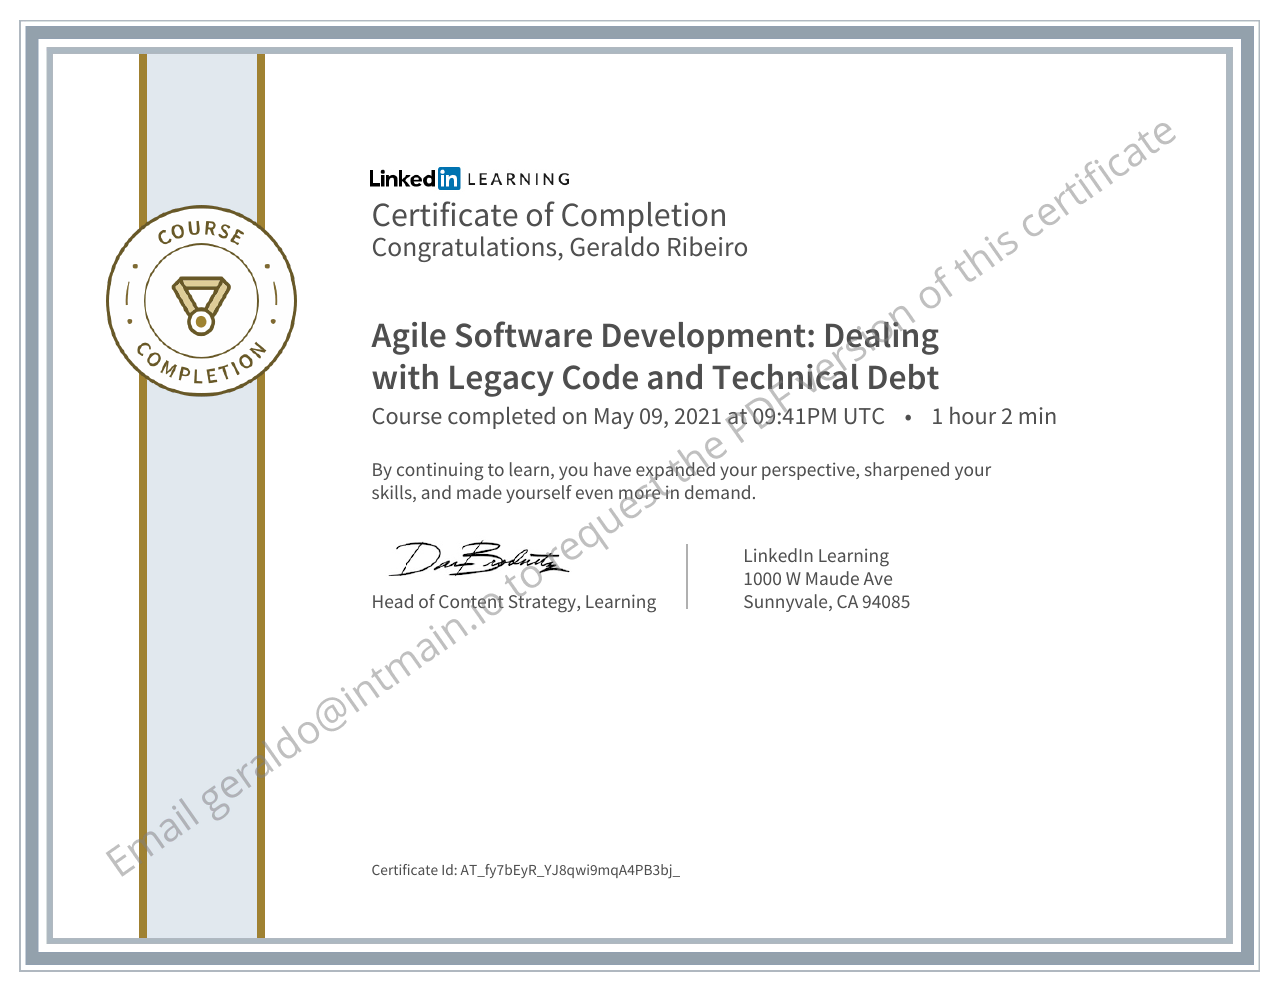 LinkedIn LEARNING
Certificate of Completion
Congratulations, Geraldo Ribeiro
COURSE
COMPLETION
Agile Software Development: Dealing
with Legacy Code and Technical Debt
Course completed on May 09, 2021 at 09:41PM UTC • 1 hour 2 min
By continuing to learn, you have expanded your perspective, sharpened your
skills, and made yourself even more in demand.
Head of Content Strategy, Learning
LinkedIn Learning
1000 W Maude Ave
Sunnyvale, CA 94085
Certificate Id: AT_fy7bEyR_YJ8qwi9mqA4PB3bj_
Email geraldo@intmain.io to request the PDF version of this certificate